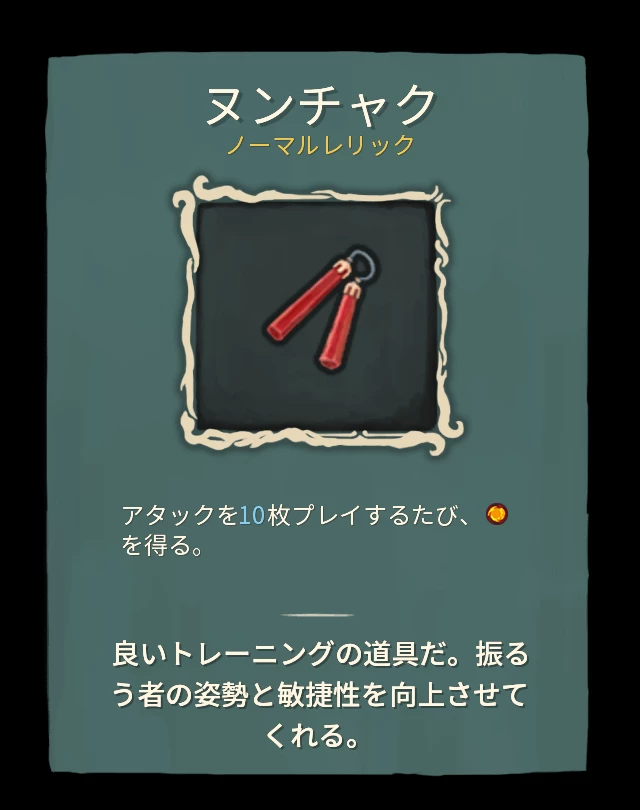 ヌンチャク
ノーマルレリック
アタックを10枚プレイするたび、
を得る。
良いトレーニングの道具だ。振る
う者の姿勢と敏捷性を向上させて
くれる。